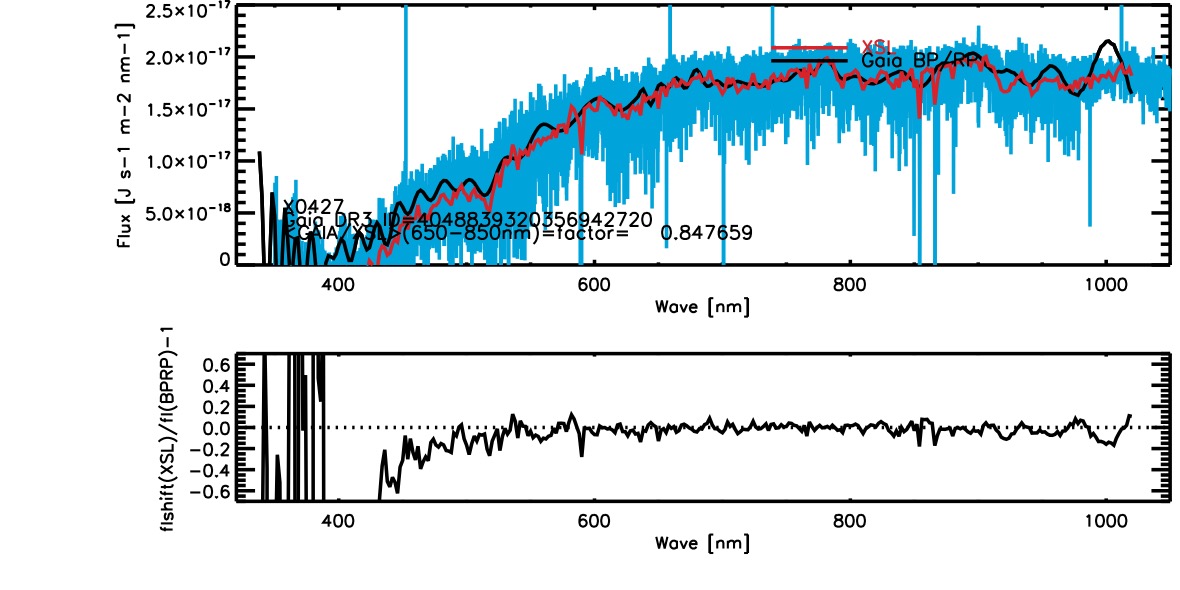 2.5×10−17
2.0×10−17
1.5×10−17
1.0×10−17
5.0×10−18
0
Flux [J s−1 m−2 nm−1]
XSL
Gaia BP/RP
X0427
Gaia DR3 ID=4048839320356942720
<GAIA/XSL>(650−850nm)=factor= 0.847659
400 600 800 1000
Wave [nm]
flshift(XSL)/fl(BPRP)−1
0.6
0.4
0.2
0.0
−0.2
−0.4
−0.6
400 600 800 1000
Wave [nm]